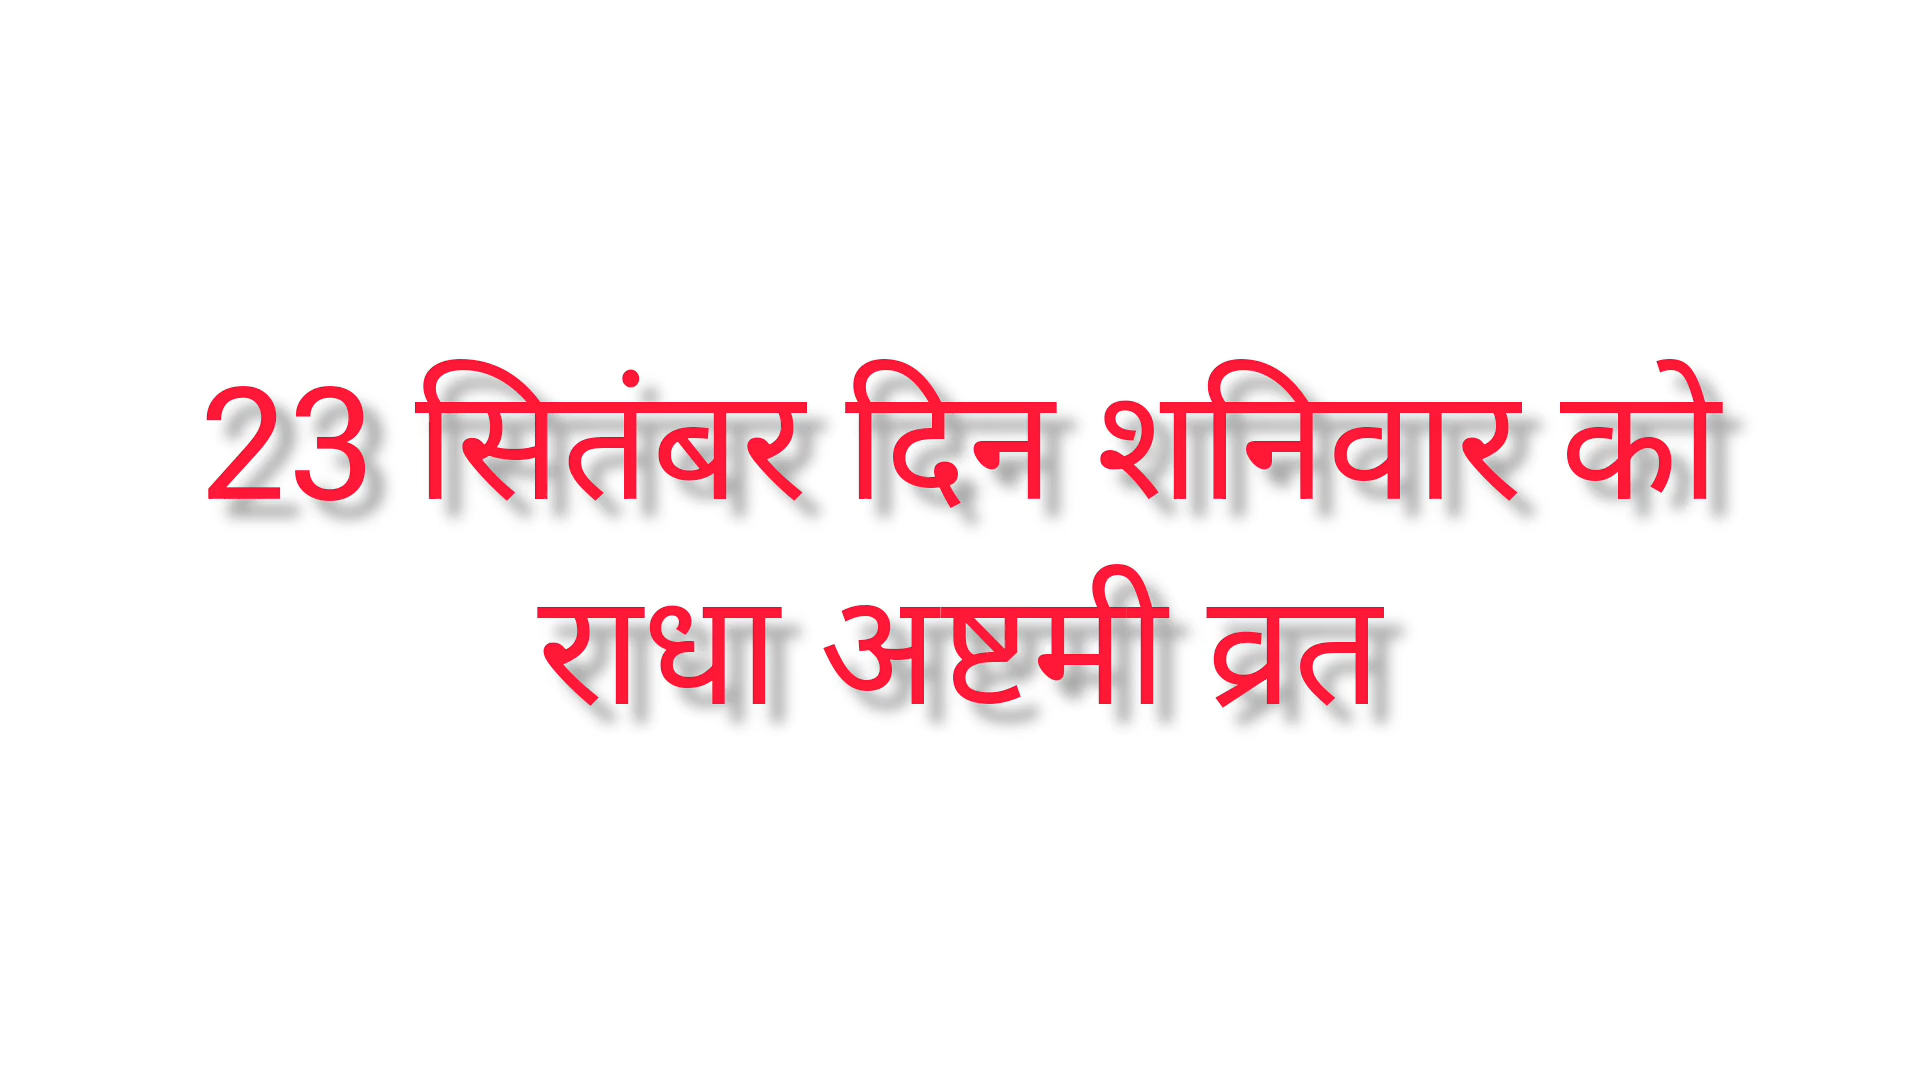 23 सितंबर दिन शनिवार को
राधा अष्टमी व्रत